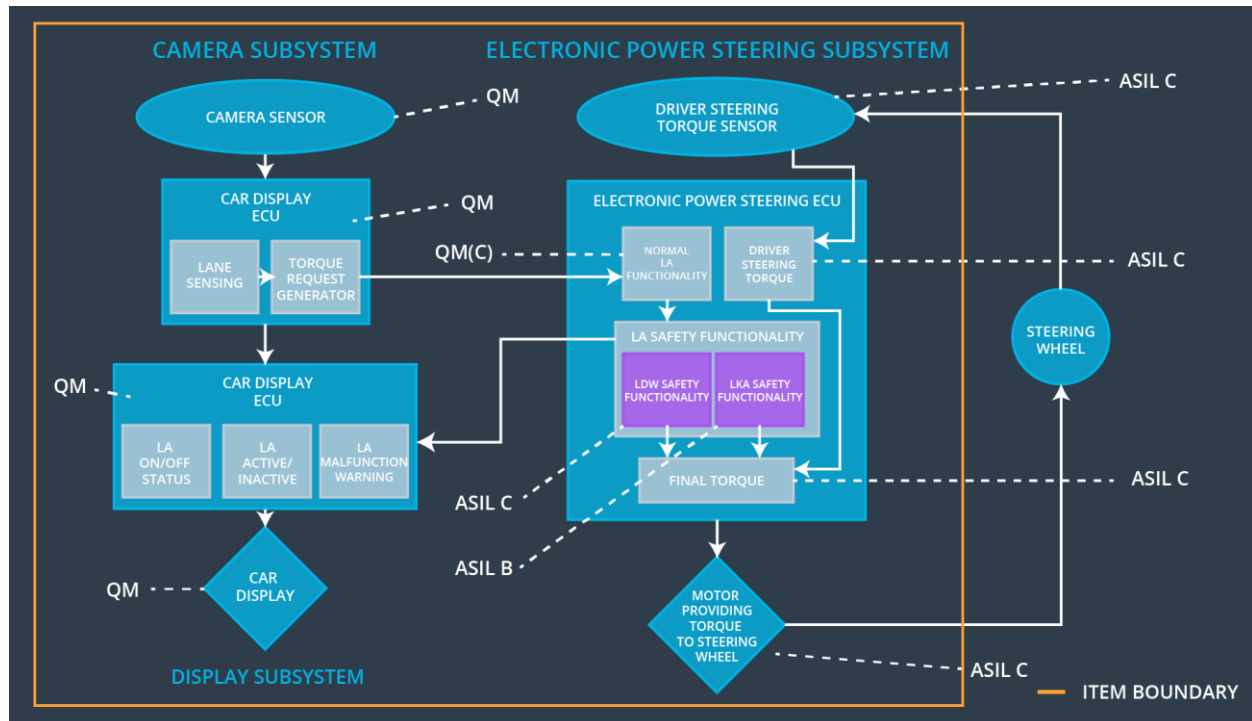 CAMERA SUBSYSTEM
ELECTRONIC POWER STEERING SUBSYSTEM
CAMERA SENSOR
QM
DRIVER STEERING
TORQUE SENSOR
ASIL C
CAR DISPLAY
ECU
QM
LANE
SENSING
TORQUE
REQUEST
GENERATOR
QM(C)
ELECTRONIC POWER STEERING ECU
NORMAL
LA
FUNCTIONALITY
DRIVER
STEERING
TORQUE
ASIL C
STEERING
WHEEL
LA SAFETY FUNCTIONALITY
LDW SAFETY
FUNCTIONALITY
LKA SAFETY
FUNCTIONALITY
QM
CAR DISPLAY
ECU
LA
ON/OFF
STATUS
LA
ACTIVE/
INACTIVE
LA
MALFUNCTION
WARNING
FINAL TORQUE
ASIL C
ASIL C
ASIL B
QM
CAR
DISPLAY
MOTOR
PROVIDING
TORQUE
TO STEERING
WHEEL
ASIL C
DISPLAY SUBSYSTEM
ITEM BOUNDARY